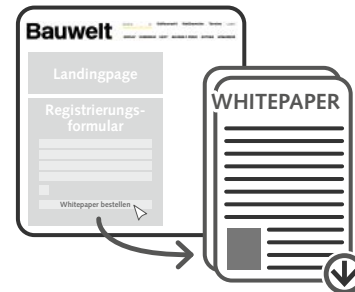 Bauwelt
Landingpage
Registrierungs-
formular
Whitepaper bestellen
WHITEPAPER